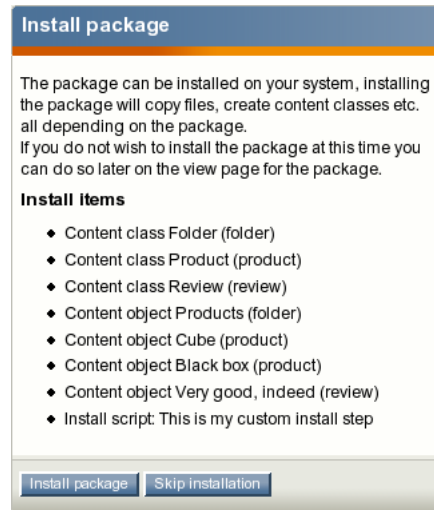 Install package
The package can be installed on your system, installing
the package will copy files, create content classes etc.
all depending on the package.
If you do not wish to install the package at this time you
can do so later on the view page for the package.
Install items
Content class Folder (folder)
Content class Product (product)
Content class Review (review)
Content object Products (folder)
Content object Cube (product)
Content object Black box (product)
Content object Very good, indeed (review)
Install script: This is my custom install step
Install package Skip installation